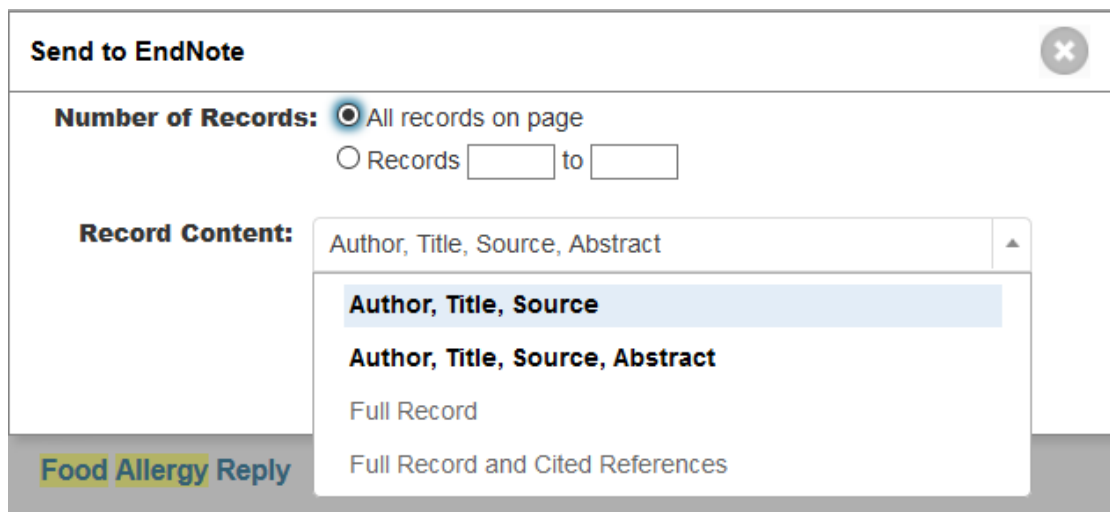 Send to EndNote
Number of Records: All records on page
Records to
Record Content: Author, Title, Source, Abstract
Author, Title, Source
Author, Title, Source, Abstract
Full Record
Full Record and Cited References
Food Allergy Reply